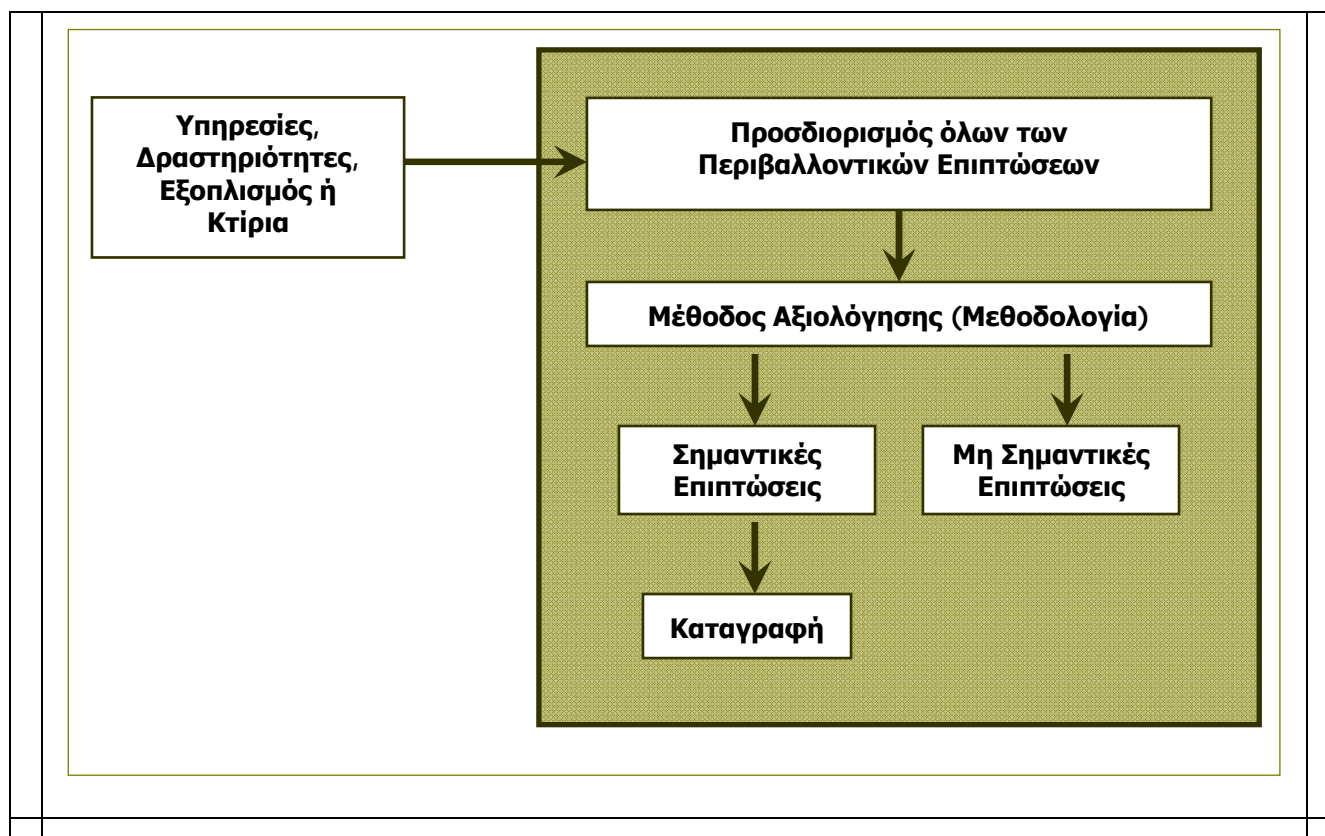 Υπηρεσίες,
Δραστηριότητες,
Εξοπλισμός ή
Κτίρια
Προσδιορισμός όλων των
Περιβαλλοντικών Επιπτώσεων
Μέθοδος Αξιολόγησης (Μεθοδολογία)
Σημαντικές
Επιπτώσεις
Μη Σημαντικές
Επιπτώσεις
Καταγραφή